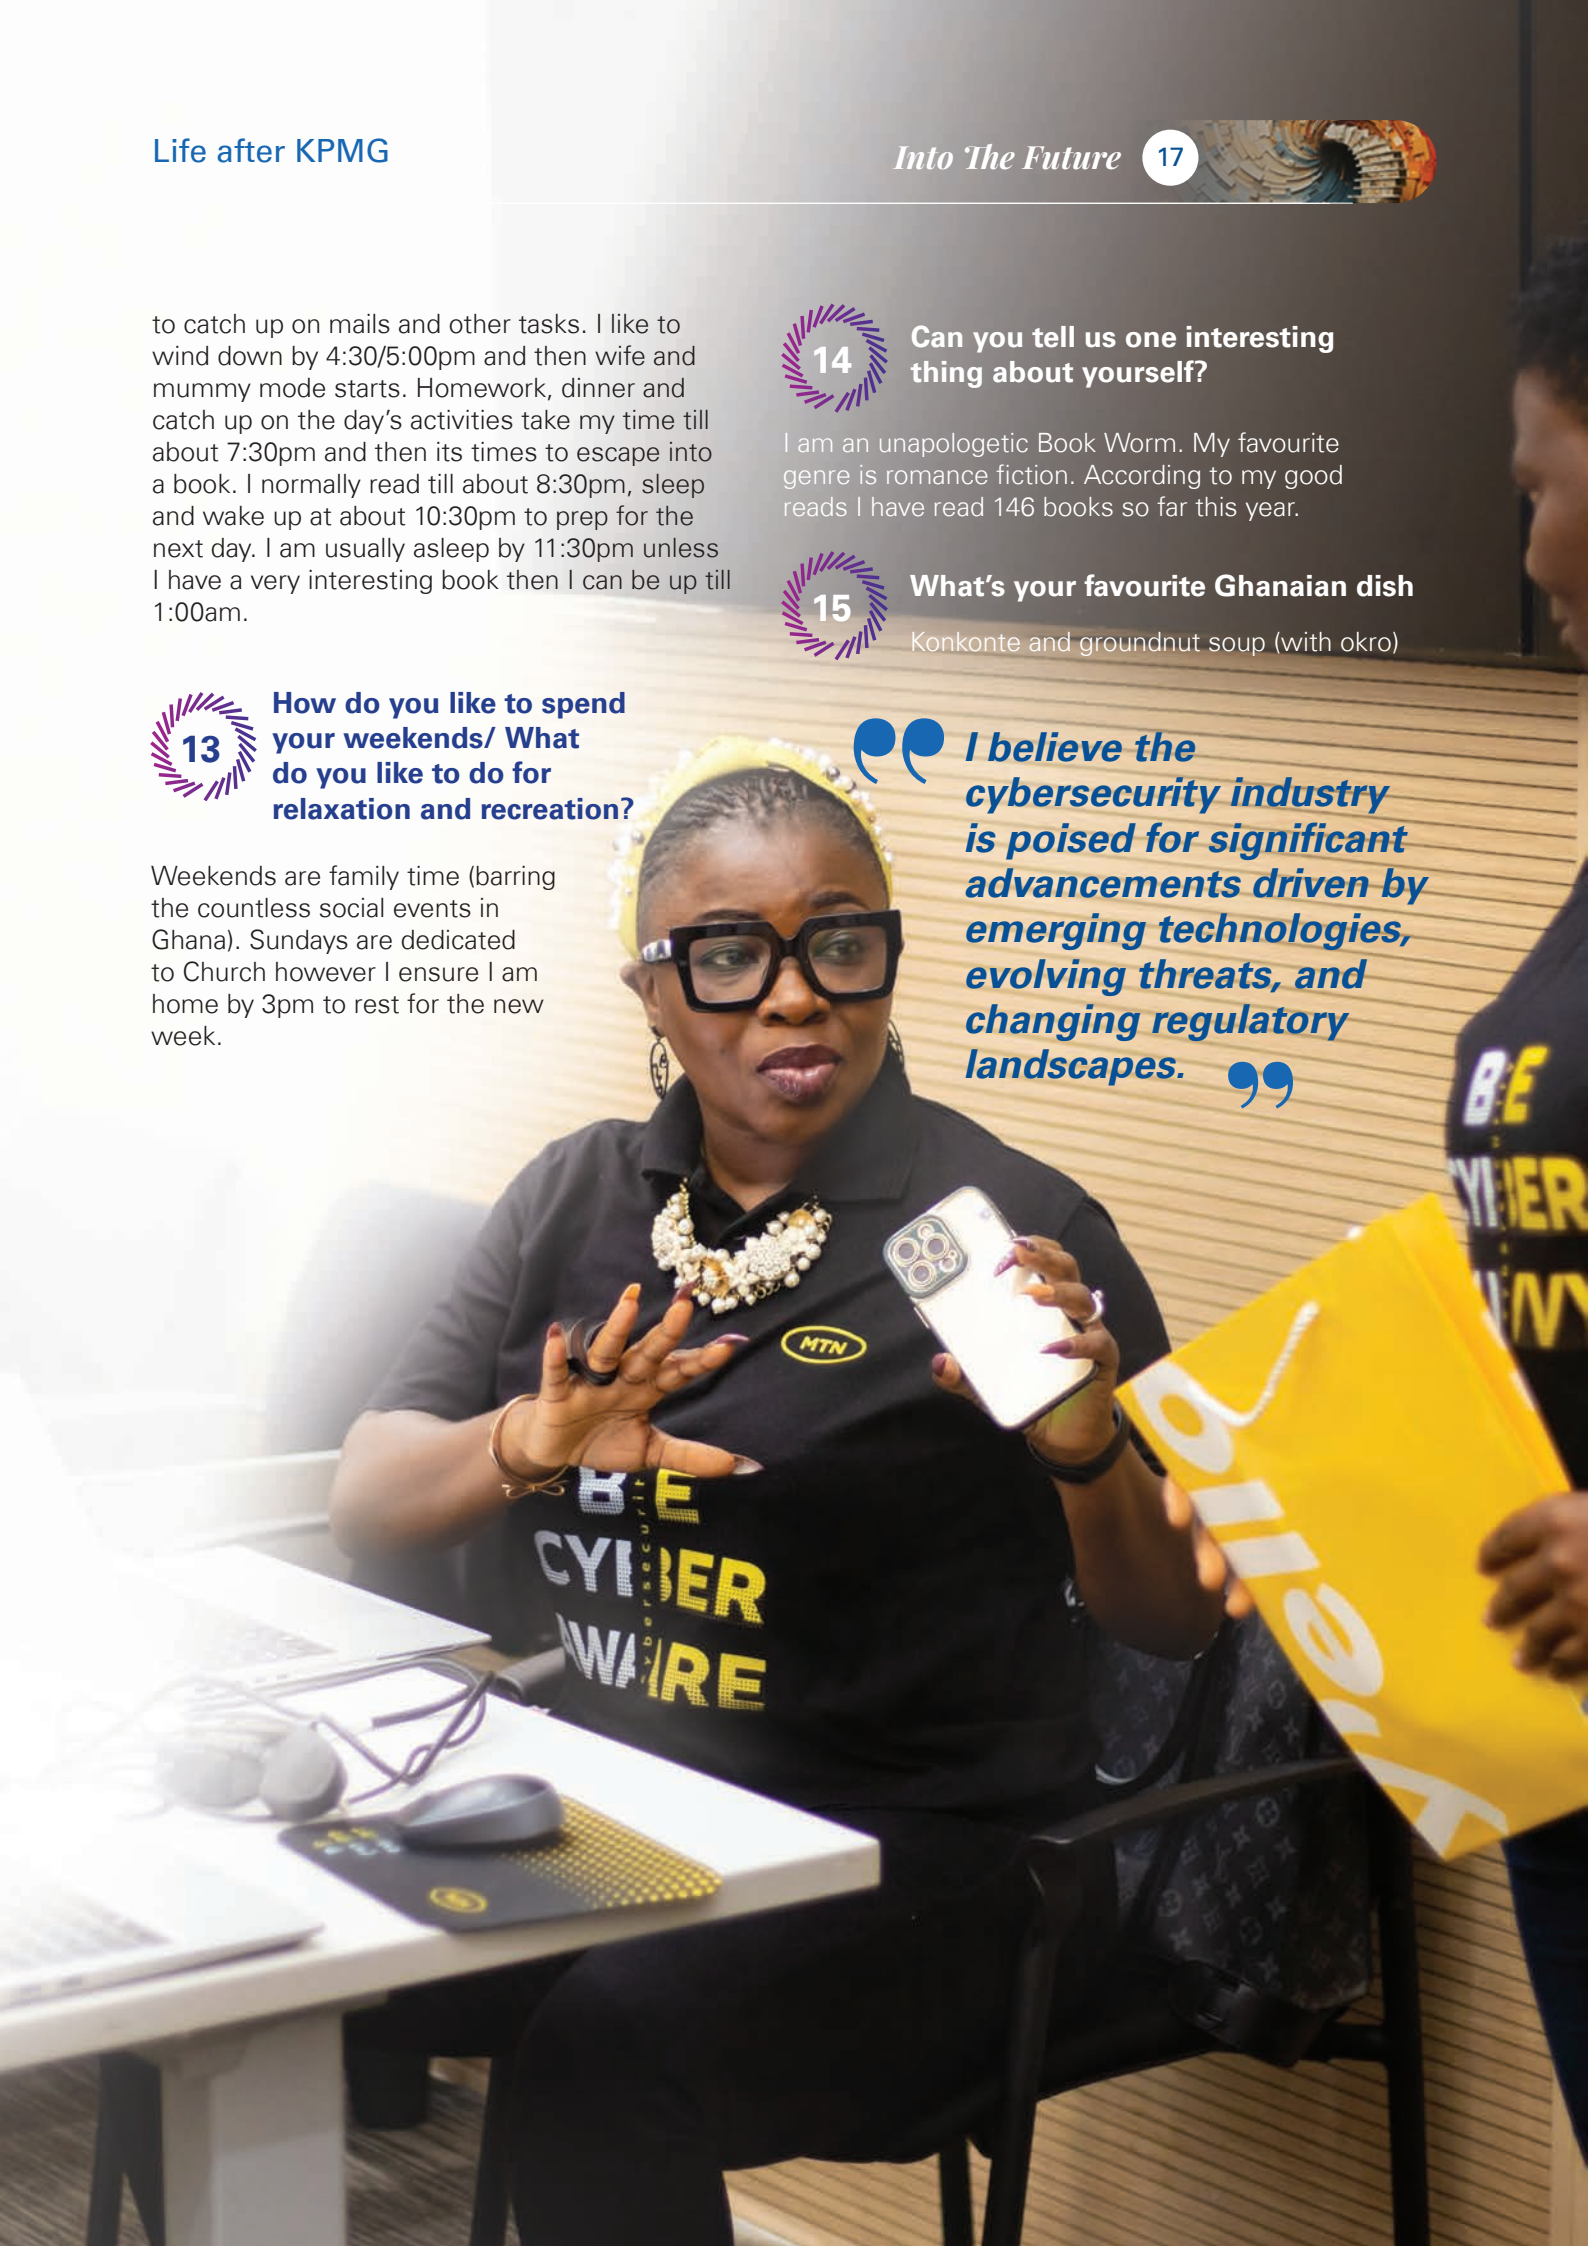 Life after KPMG
Into The Future 17
to catch up on mails and other tasks. I like to
wind down by 4:30/5:00pm and then wife and
mummy mode starts. Homework, dinner and
catch up on the day's activities take my time till
about 7:30pm and then its times to escape into
a book. I normally read till about 8:30pm, sleep
and wake up at about 10:30pm to prep for the
next day. I am usually asleep by 11:30pm unless
I have a very interesting book then I can be up till
1:00am.
13
How do you like to spend
your weekends/ What
do you like to do for
relaxation and recreation?
Weekends are family time (barring
the countless social events in
Ghana). Sundays are dedicated
to Church however I ensure I am
home by 3pm to rest for the new
week.
14
Can you tell us one interesting
thing about yourself?
I am an unapologetic Book Worm. My favourite
genre is romance fiction. According to my good
reads I have read 146 books so far this year.
15
What's your favourite Ghanaian dish
Konkonte and groundnut soup (with okro)
❟❟ I believe the
cybersecurity industry
is poised for significant
advancements driven by
emerging technologies,
evolving threats, and
changing regulatory
landscapes. ❟❟
MTN
BE
CYBER
AWARE
cybersecurit
BE
CYBER